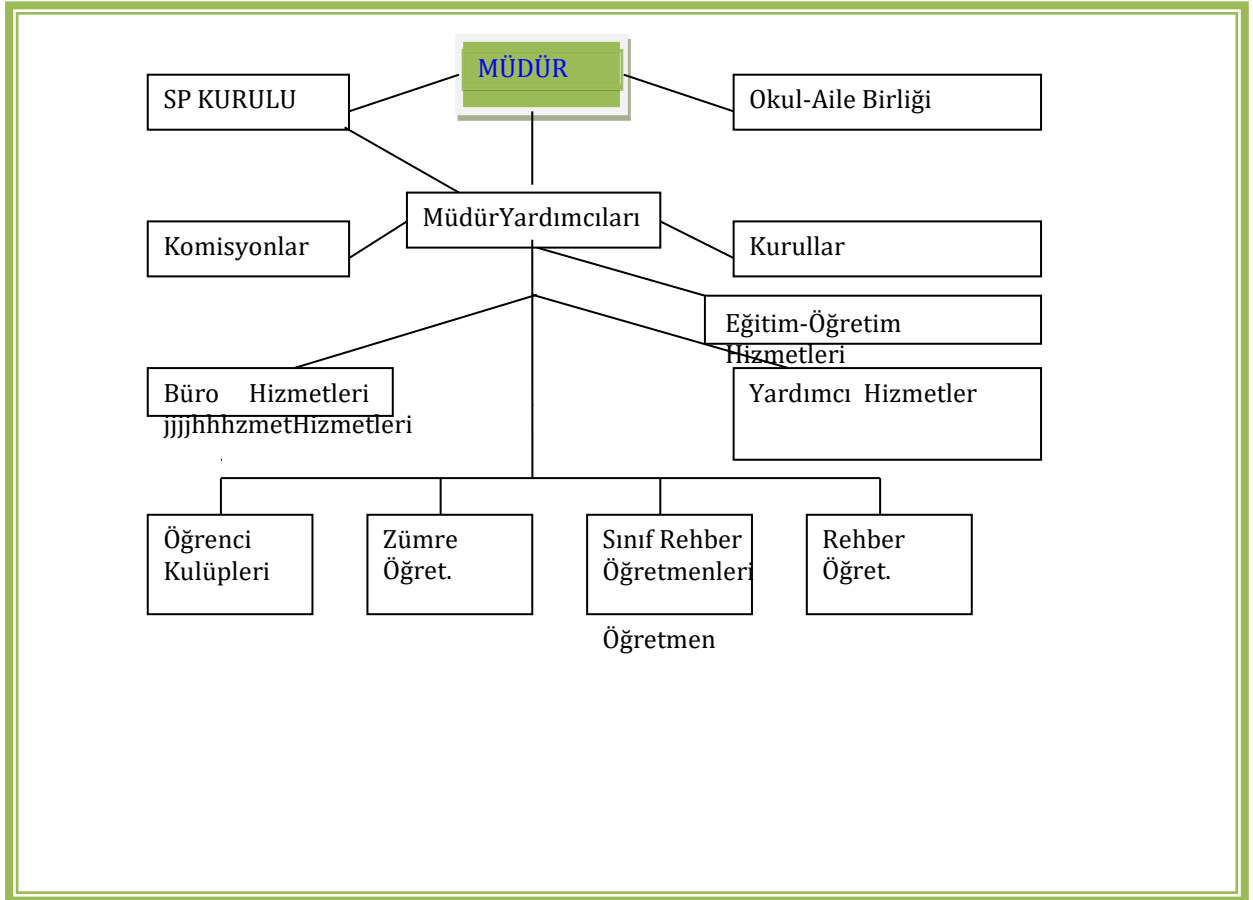 MÜDÜR
SP KURULU
Okul-Aile Birliği
MüdürYardımcıları
Komisyonlar
Kurullar
Eğitim-Öğretim
Hizmetleri
Büro Hizmetleri
jjjjhhhzmetHizmetleri
Yardımcı Hizmetler
Öğrenci
Kulüpleri
Zümre
Öğret.
Sınıf Rehber
Öğretmenleri
Öğretmen
Rehber
Öğret.